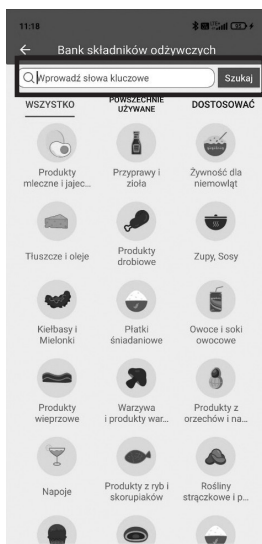 11:18
Bank składników odżywczych
Wprowadź słowa kluczowe
Szukaj
WSZYSTKO
POWSZECHNIE
UŻYWANE
DOSTOSOWAĆ
Produkty
mleczne i jajec...
Przyprawy i
zioła
Żywność dla
niemowląt
Tłuszcze i oleje
Produkty
drobiowe
Zupy, Sosy
Kiełbasy i
Mielonki
Płatki
śniadaniowe
Owoce i soki
owocowe
Produkty
wieprzowe
Warzywa
i produkty war...
Produkty z
orzechów i na...
Napoje
Produkty z ryb i
skorupiaków
Rośliny
strączkowe i p...